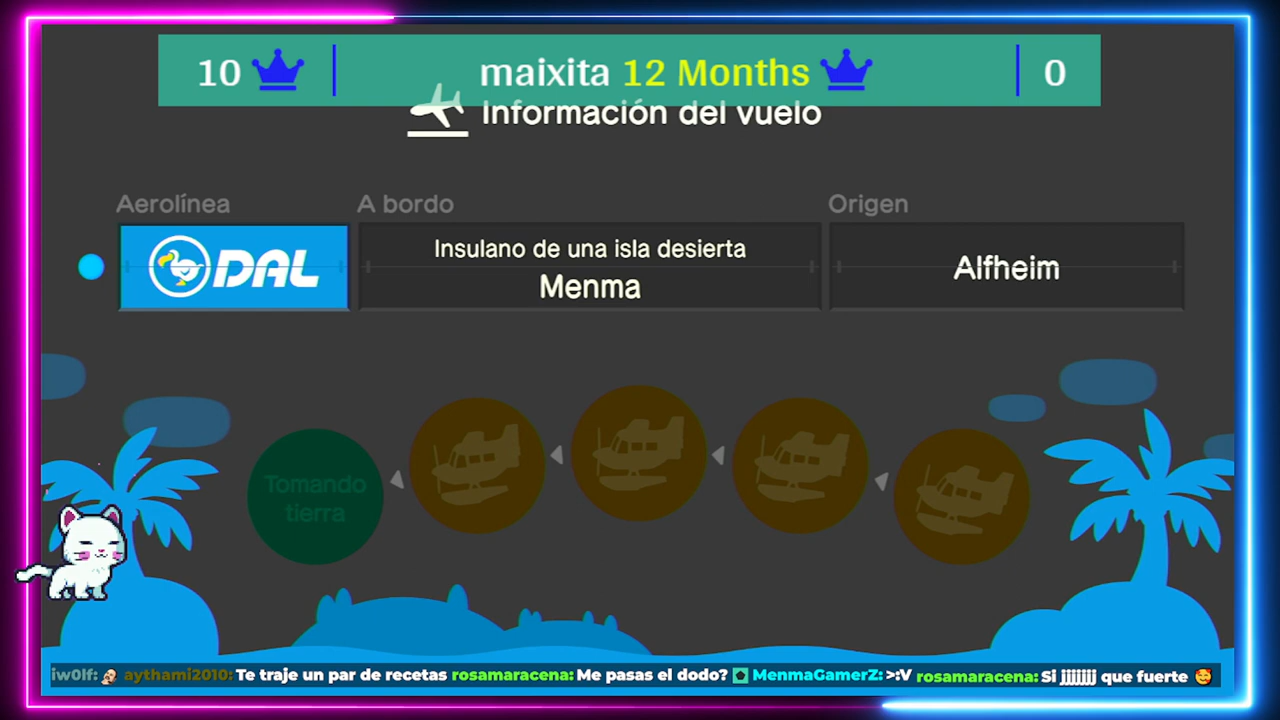 10 maixita 12 Months 0
Información del vuelo
Aerolínea A bordo Origen
DAL
Insulano de una isla desierta
Menma
Alfheim
Tomando
tierra
iw0lf: aythami2010: Te traje un par de recetas rosamaracena: Me pasas el dodo? MenmaGamerZ: >:V rosamaracena: Si jjjjjjj que fuerte 🥰